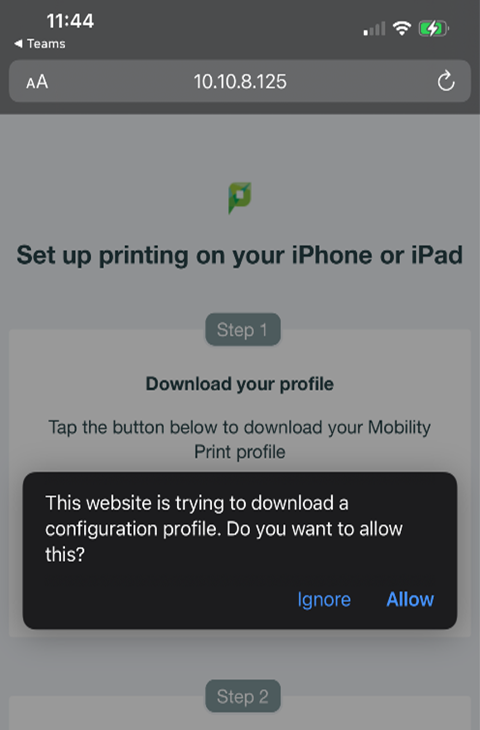 11:44
◀ Teams
AA
10.10.8.125
Set up printing on your iPhone or iPad
Step 1
Download your profile
Tap the button below to download your Mobility
Print profile
This website is trying to download a
configuration profile. Do you want to allow
this?
Ignore Allow
Step 2